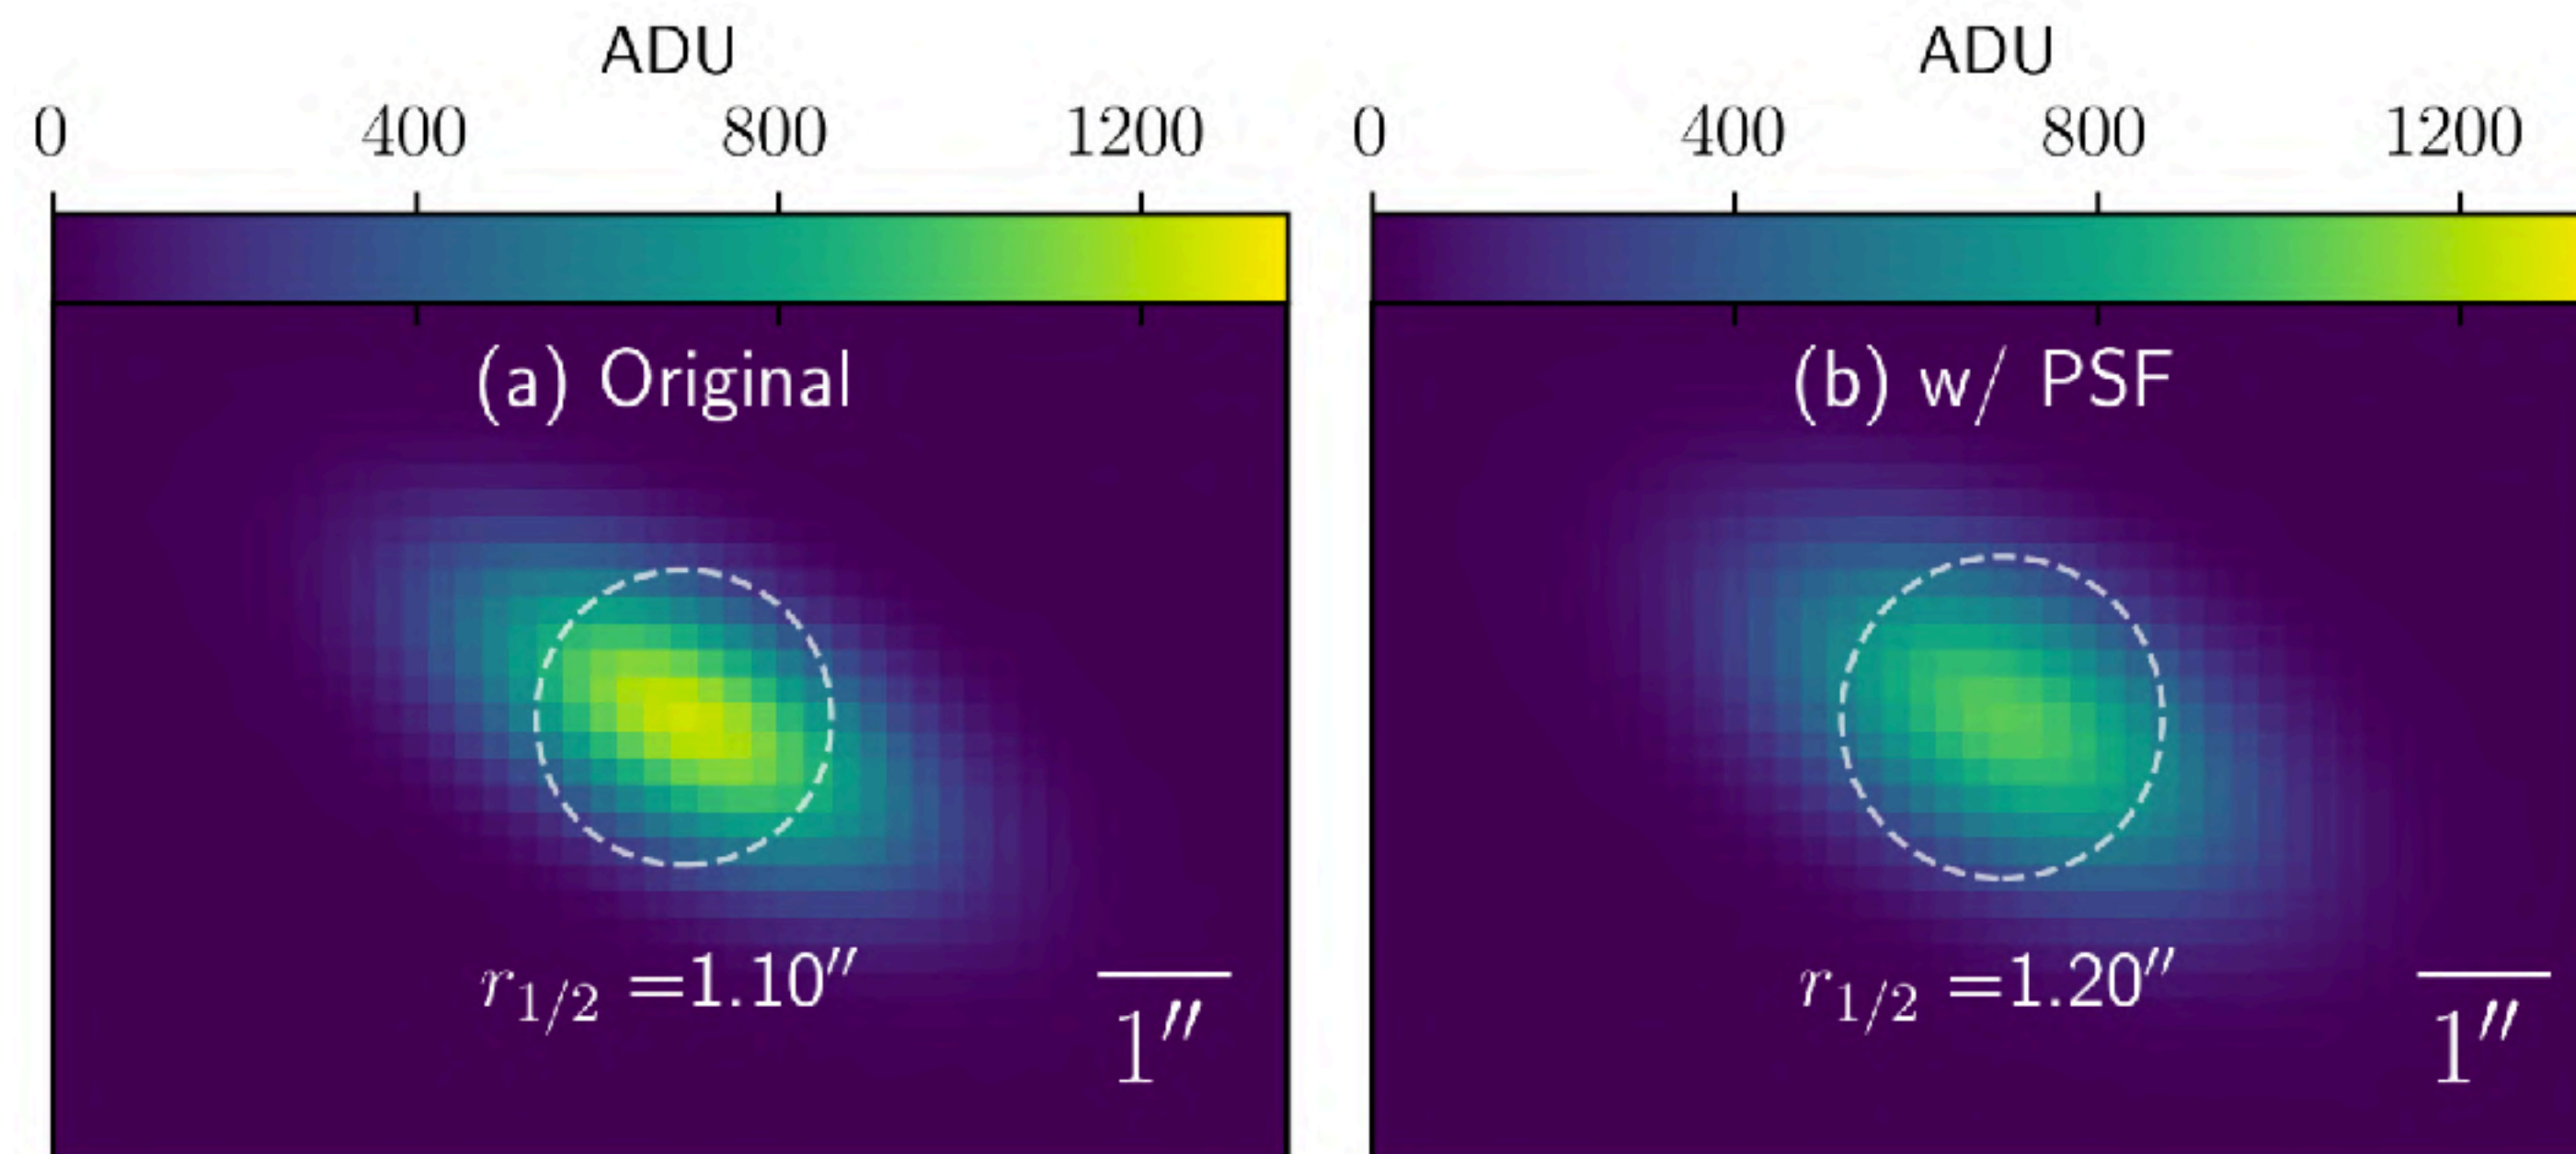 ADU
0 400 800 1200
(a) Original
r1/2 =1.10″
1″
ADU
0 400 800 1200
(b) w/ PSF
r1/2 =1.20″
1″